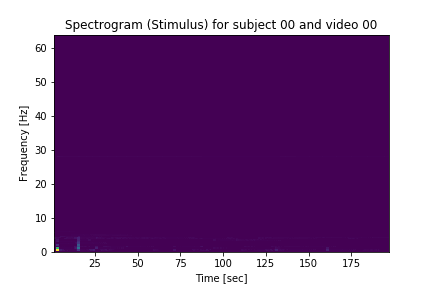 Spectrogram (Stimulus) for subject 00 and video 00
60
50
40
30
20
10
0
Frequency [Hz]
25 50 75 100 125 150 175
Time [sec]